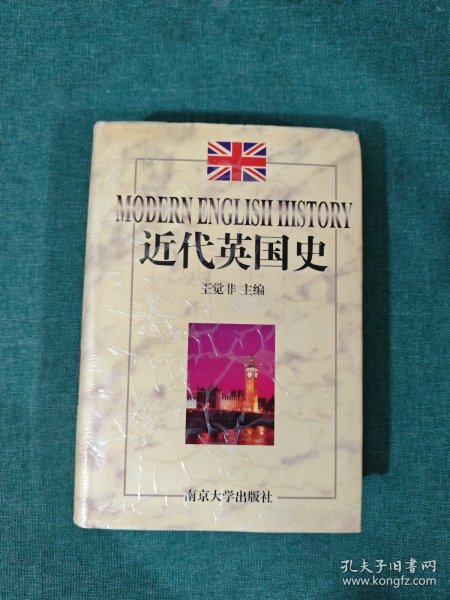 MODERN ENGLISH HISTORY
近代英国史
王觉非 主编
南京大学出版社
孔夫子旧书网
www.kongfz.com